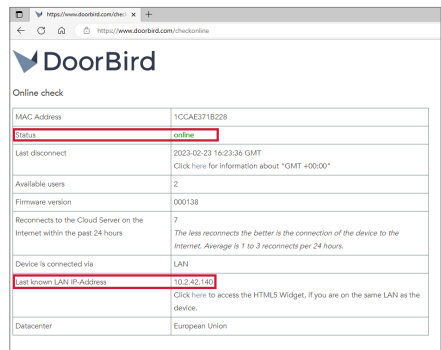 https://www.doorbird.com/chec
https://www.doorbird.com/checkonline
DoorBird
Online check
MAC Address 1CCAE371B228
Status online
Last disconnect 2023-02-23 16:23:36 GMT
Click here for information about "GMT +00:00"
Available users 2
Firmware version 000138
Reconnects to the Cloud Server on the 7
Internet within the past 24 hours The less reconnects the better is the connection of the device to the
Internet. Average is 1 to 3 reconnects per 24 hours.
Device is connected via LAN
Last known LAN IP-Address 10.2.42.140
Click here to access the HTML5 Widget, If you are on the same LAN as the
device.
Datacenter European Union